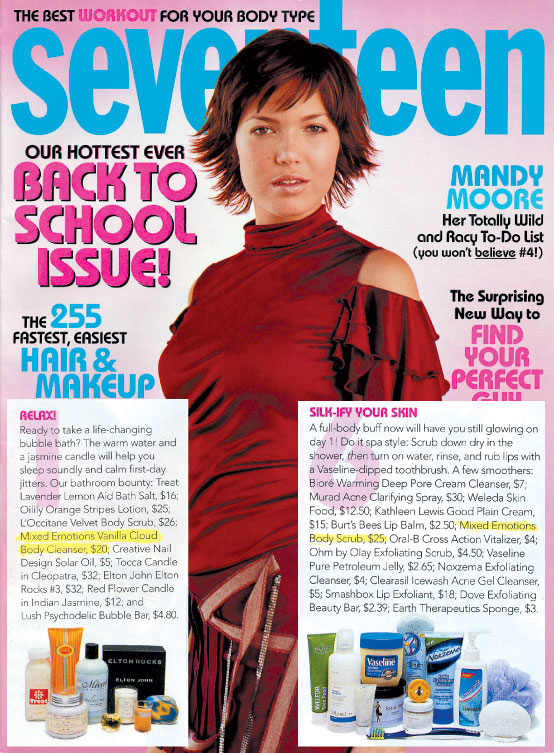 THE BEST WORKOUT FOR YOUR BODY TYPE
seventeen
OUR HOTTEST EVER
BACK TO
SCHOOL
ISSUE!
MANDY
MOORE
Her Totally Wild
and Racy To-Do List
(you won't believe #4!)
THE 255
FASTEST, EASIEST
HAIR &
MAKEUP
The Surprising
New Way to
FIND
YOUR
PERFECT
GUY
RELAX!
Ready to take a life-changing
bubble bath? The warm water and
a jasmine candle will help you
sleep soundly and calm first-day
jitters. Our bathroom bounty: Treat
Lavender Lemon Aid Bath Salt, $16;
Oilily Orange Stripes Lotion, $25;
L'Occitane Velvet Body Scrub, $26;
Mixed Emotions Vanilla Cloud
Body Cleanser, $20; Creative Nail
Design Solar Oil, $5; Tocca Candle
in Cleopatra, $32; Elton John Elton
Rocks #3, $32; Red Flower Candle
in Indian Jasmine, $12; and
Lush Psychodelic Bubble Bar, $4.80.
ELTON ROCKS
ELTON JOHN
Treat
Mixed
SILK-IFY YOUR SKIN
A full-body buff now will have you still glowing on
day 1! Do it spa style: Scrub down dry in the
shower, then turn on water, rinse, and rub lips with
a Vaseline-dipped toothbrush. A few smoothers:
Bioré Warming Deep Pore Cream Cleanser, $7;
Murad Acne Clarifying Spray, $30; Weleda Skin
Food, $12.50; Kathleen Lewis Good Plain Cream,
$15; Burt's Bees Lip Balm, $2.50; Mixed Emotions
Body Scrub, $25; Oral-B Cross Action Vitalizer, $4;
Ohm by Olay Exfoliating Scrub, $4.50; Vaseline
Pure Petroleum Jelly, $2.65; Noxzema Exfoliating
Cleanser, $4; Clearasil Icewash Acne Gel Cleanser,
$5; Smashbox Lip Exfoliant, $18; Dove Exfoliating
Beauty Bar, $2.39; Earth Therapeutics Sponge, $3.
WELEDA
Vaseline
NOXZEMA